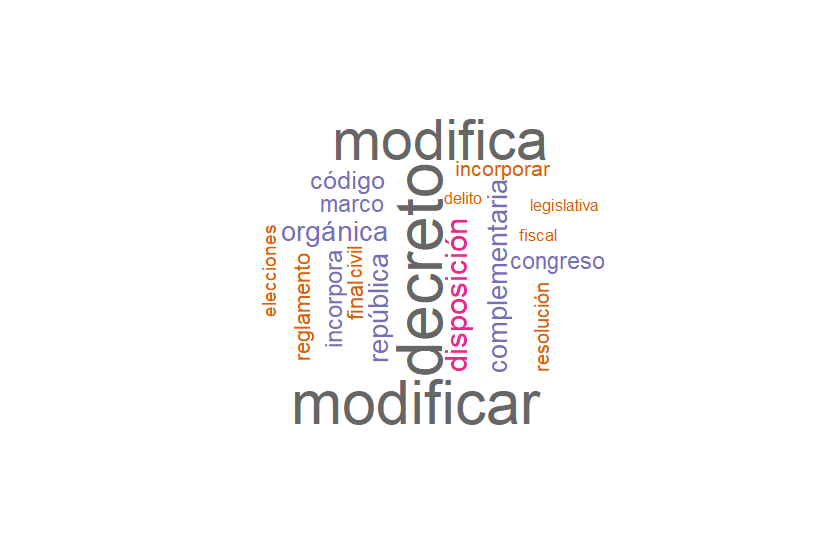 modifica
incorporar
código
delito
marco
legislativa
orgánica
fiscal
congreso
elecciones
reglamento
incorpora
final
civil
república
decreto
disposición
complementaria
resolución
modificar